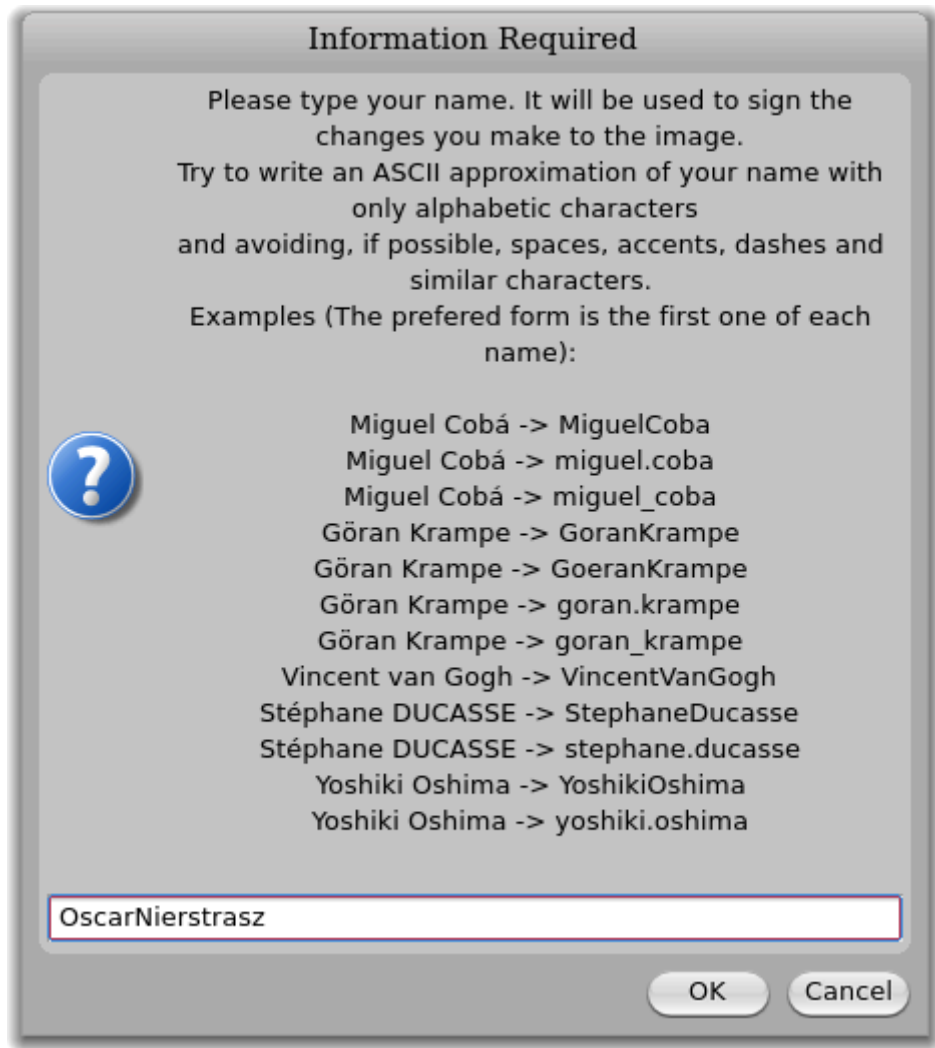 Information Required
Please type your name. It will be used to sign the
changes you make to the image.
Try to write an ASCII approximation of your name with
only alphabetic characters
and avoiding, if possible, spaces, accents, dashes and
similar characters.
Examples (The prefered form is the first one of each
name):
Miguel Cobá -> MiguelCoba
Miguel Cobá -> miguel.coba
Miguel Cobá -> miguel_coba
Göran Krampe -> GoranKrampe
Göran Krampe -> GoeranKrampe
Göran Krampe -> goran.krampe
Göran Krampe -> goran_krampe
Vincent van Gogh -> VincentVanGogh
Stéphane DUCASSE -> StephaneDucasse
Stéphane DUCASSE -> stephane.ducasse
Yoshiki Oshima -> YoshikiOshima
Yoshiki Oshima -> yoshiki.oshima
OscarNierstrasz
OK Cancel